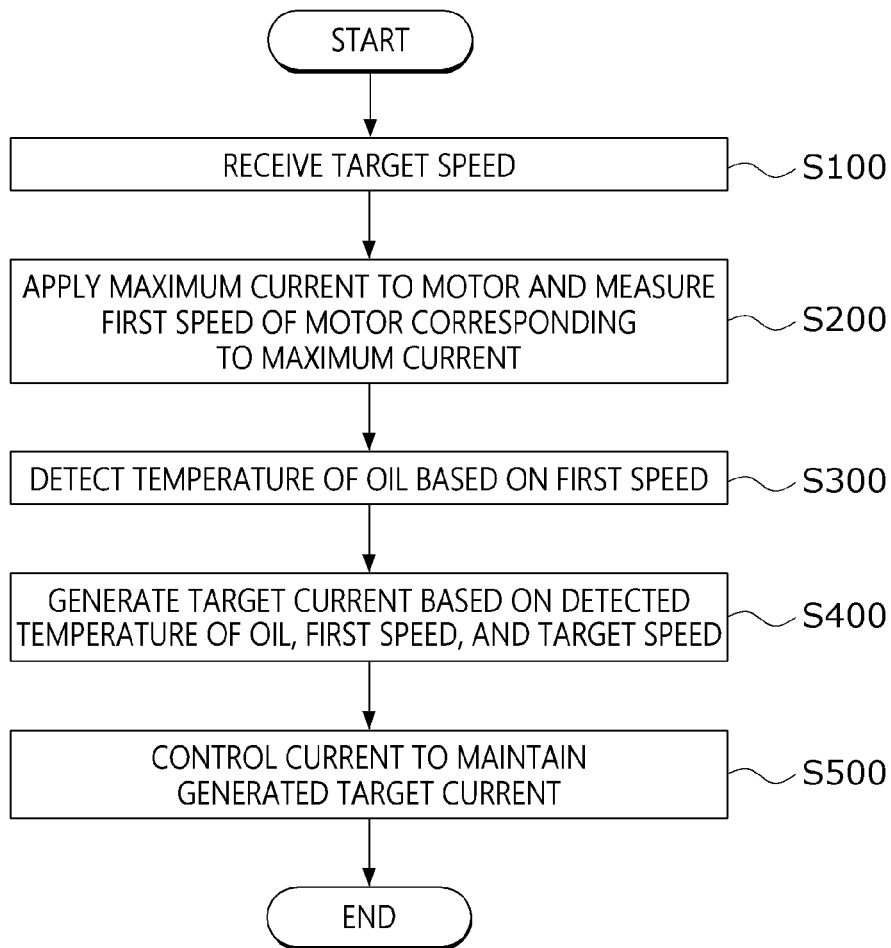 START
RECEIVE TARGET SPEED
S100
APPLY MAXIMUM CURRENT TO MOTOR AND MEASURE
FIRST SPEED OF MOTOR CORRESPONDING
TO MAXIMUM CURRENT
S200
DETECT TEMPERATURE OF OIL BASED ON FIRST SPEED
S300
GENERATE TARGET CURRENT BASED ON DETECTED
TEMPERATURE OF OIL, FIRST SPEED, AND TARGET SPEED
S400
CONTROL CURRENT TO MAINTAIN
GENERATED TARGET CURRENT
S500
END